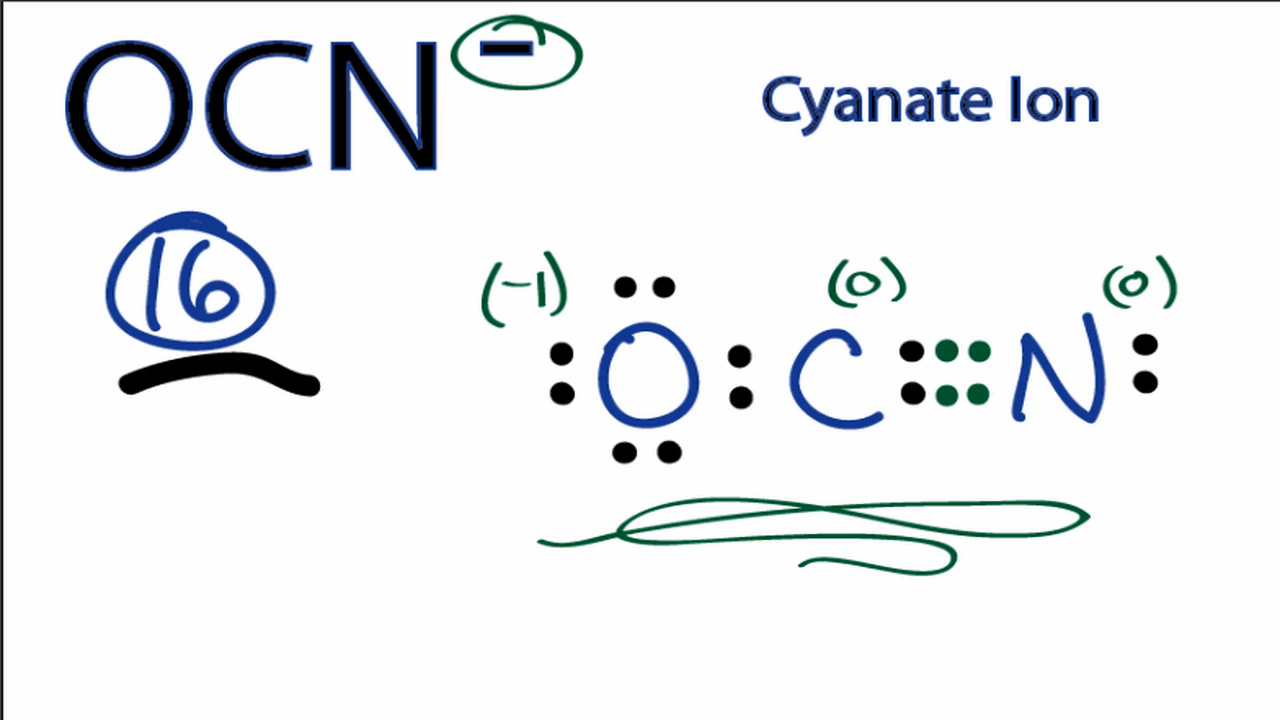 OCN⁻
Cyanate Ion
16
(-1) (0) (0)
O C N